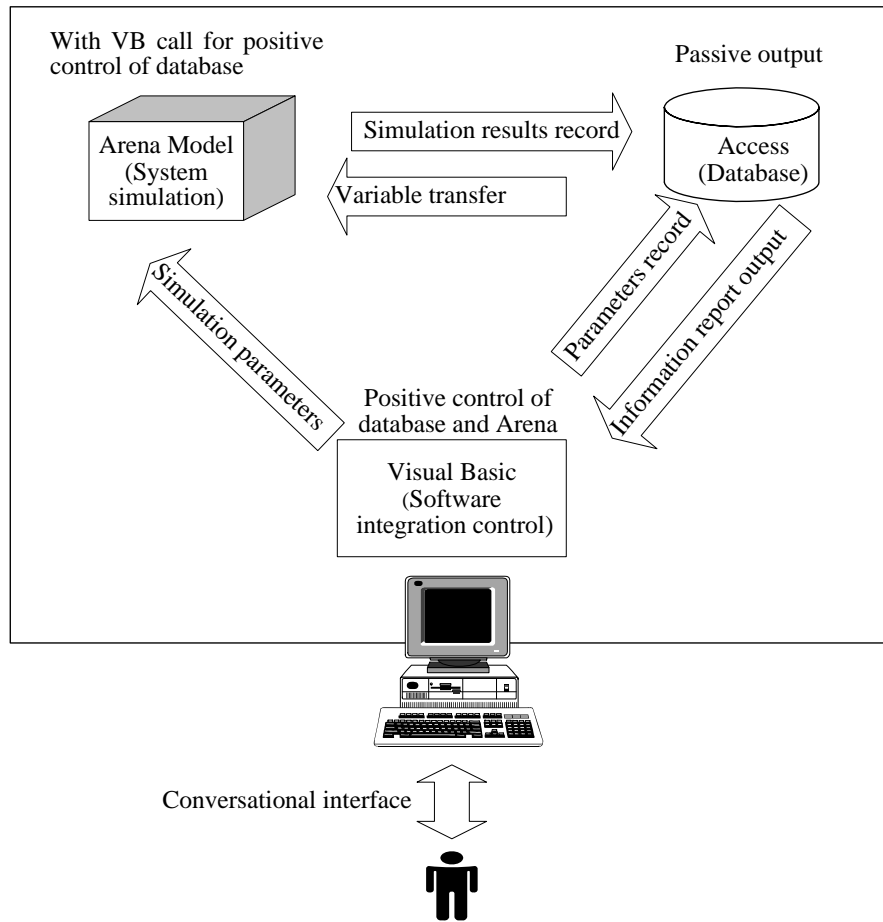 With VB call for positive
control of database
Passive output
Arena Model
(System
simulation)
Simulation results record
Access
(Database)
Variable transfer
Simulation parameters
Parameters record
Information report output
Positive control of
database and Arena
Visual Basic
(Software
integration control)
Conversational interface